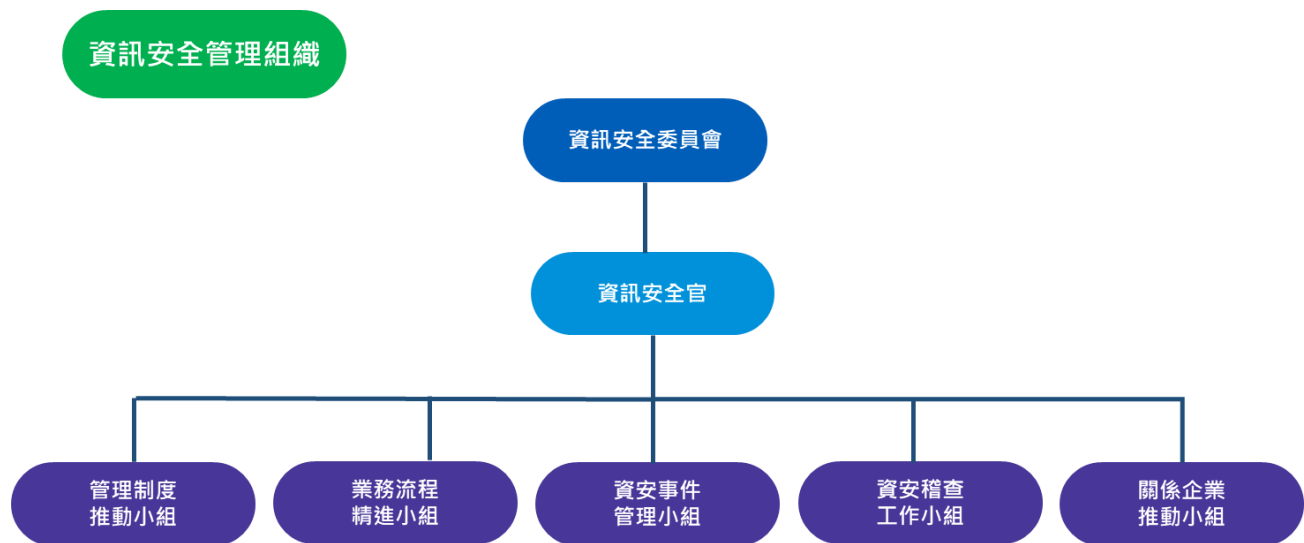 資訊安全管理組織
資訊安全委員會
資訊安全官
管理制度
推動小組
業務流程
精進小組
資安事件
管理小組
資安稽查
工作小組
關係企業
推動小組